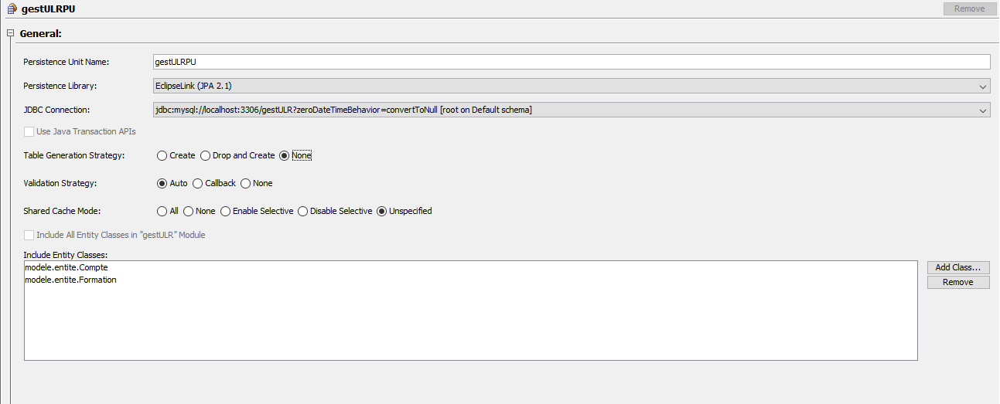 gestULRPU
Remove
General:
Persistence Unit Name: gestULRPU
Persistence Library: EclipseLink (JPA 2.1)
JDBC Connection: jdbc:mysql://localhost:3306/gestULR?zeroDateTimeBehavior=convertToNull [root on Default schema]
Use Java Transaction APIs
Table Generation Strategy: Create Drop and Create None
Validation Strategy: Auto Callback None
Shared Cache Mode: All None Enable Selective Disable Selective Unspecified
Include All Entity Classes in "gestULR" Module
Include Entity Classes:
modele.entite.Compte
modele.entite.Formation
Add Class...
Remove